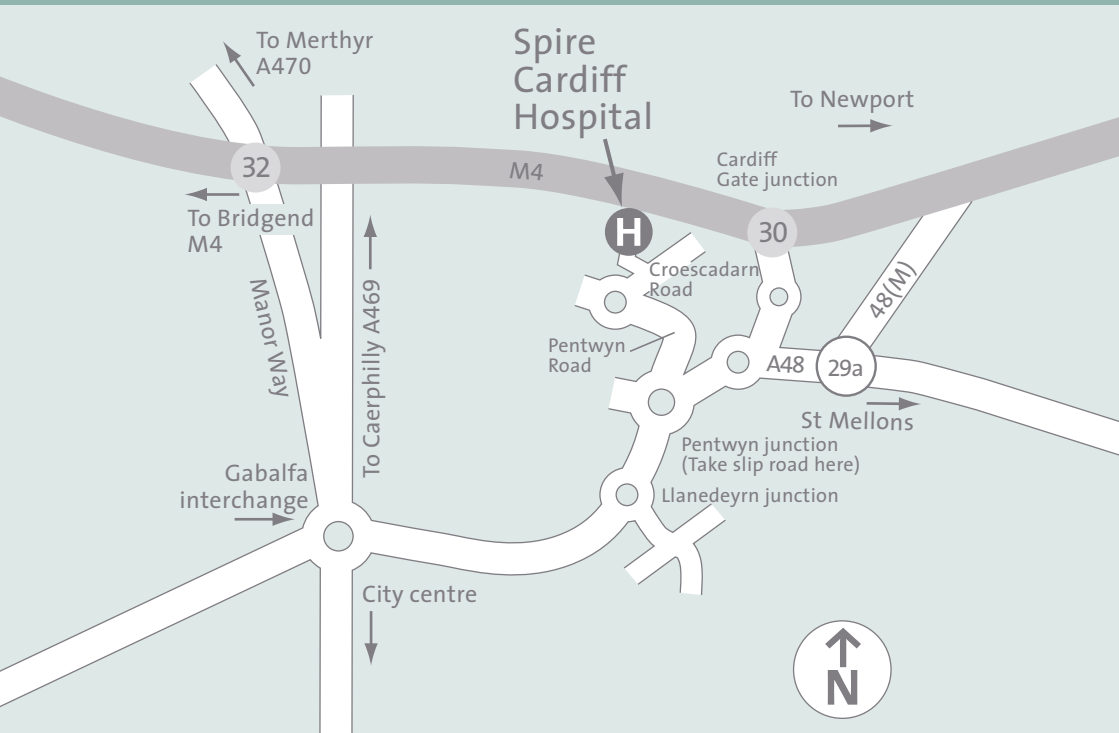 To Merthyr
A470
Spire
Cardiff
Hospital
To Newport
Cardiff
Gate junction
32
M4
To Bridgend
M4
H
30
Croescadarn
Road
48(M)
Manor Way
To Caerphilly A469
Pentwyn
Road
A48
29a
St Mellons
Pentwyn junction
(Take slip road here)
Gabalfa
interchange
Llanedeyrn junction
City centre
N